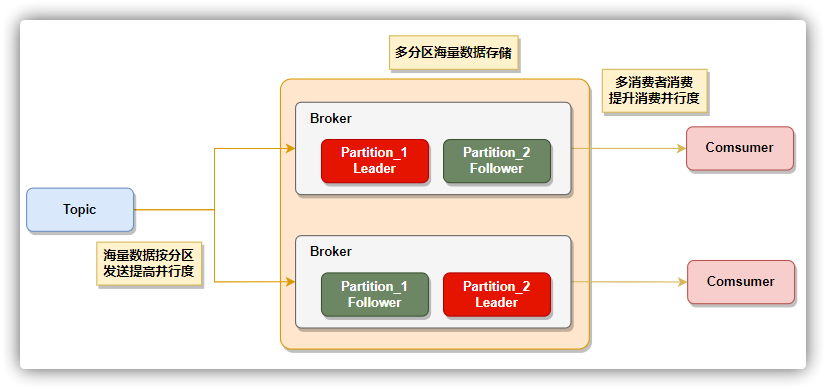 多分区海量数据存储
多消费者消费
提升消费并行度
Broker
Partition_1
Leader
Partition_2
Follower
Comsumer
Topic
海量数据按分区
发送提高并行度
Broker
Partition_1
Follower
Partition_2
Leader
Comsumer